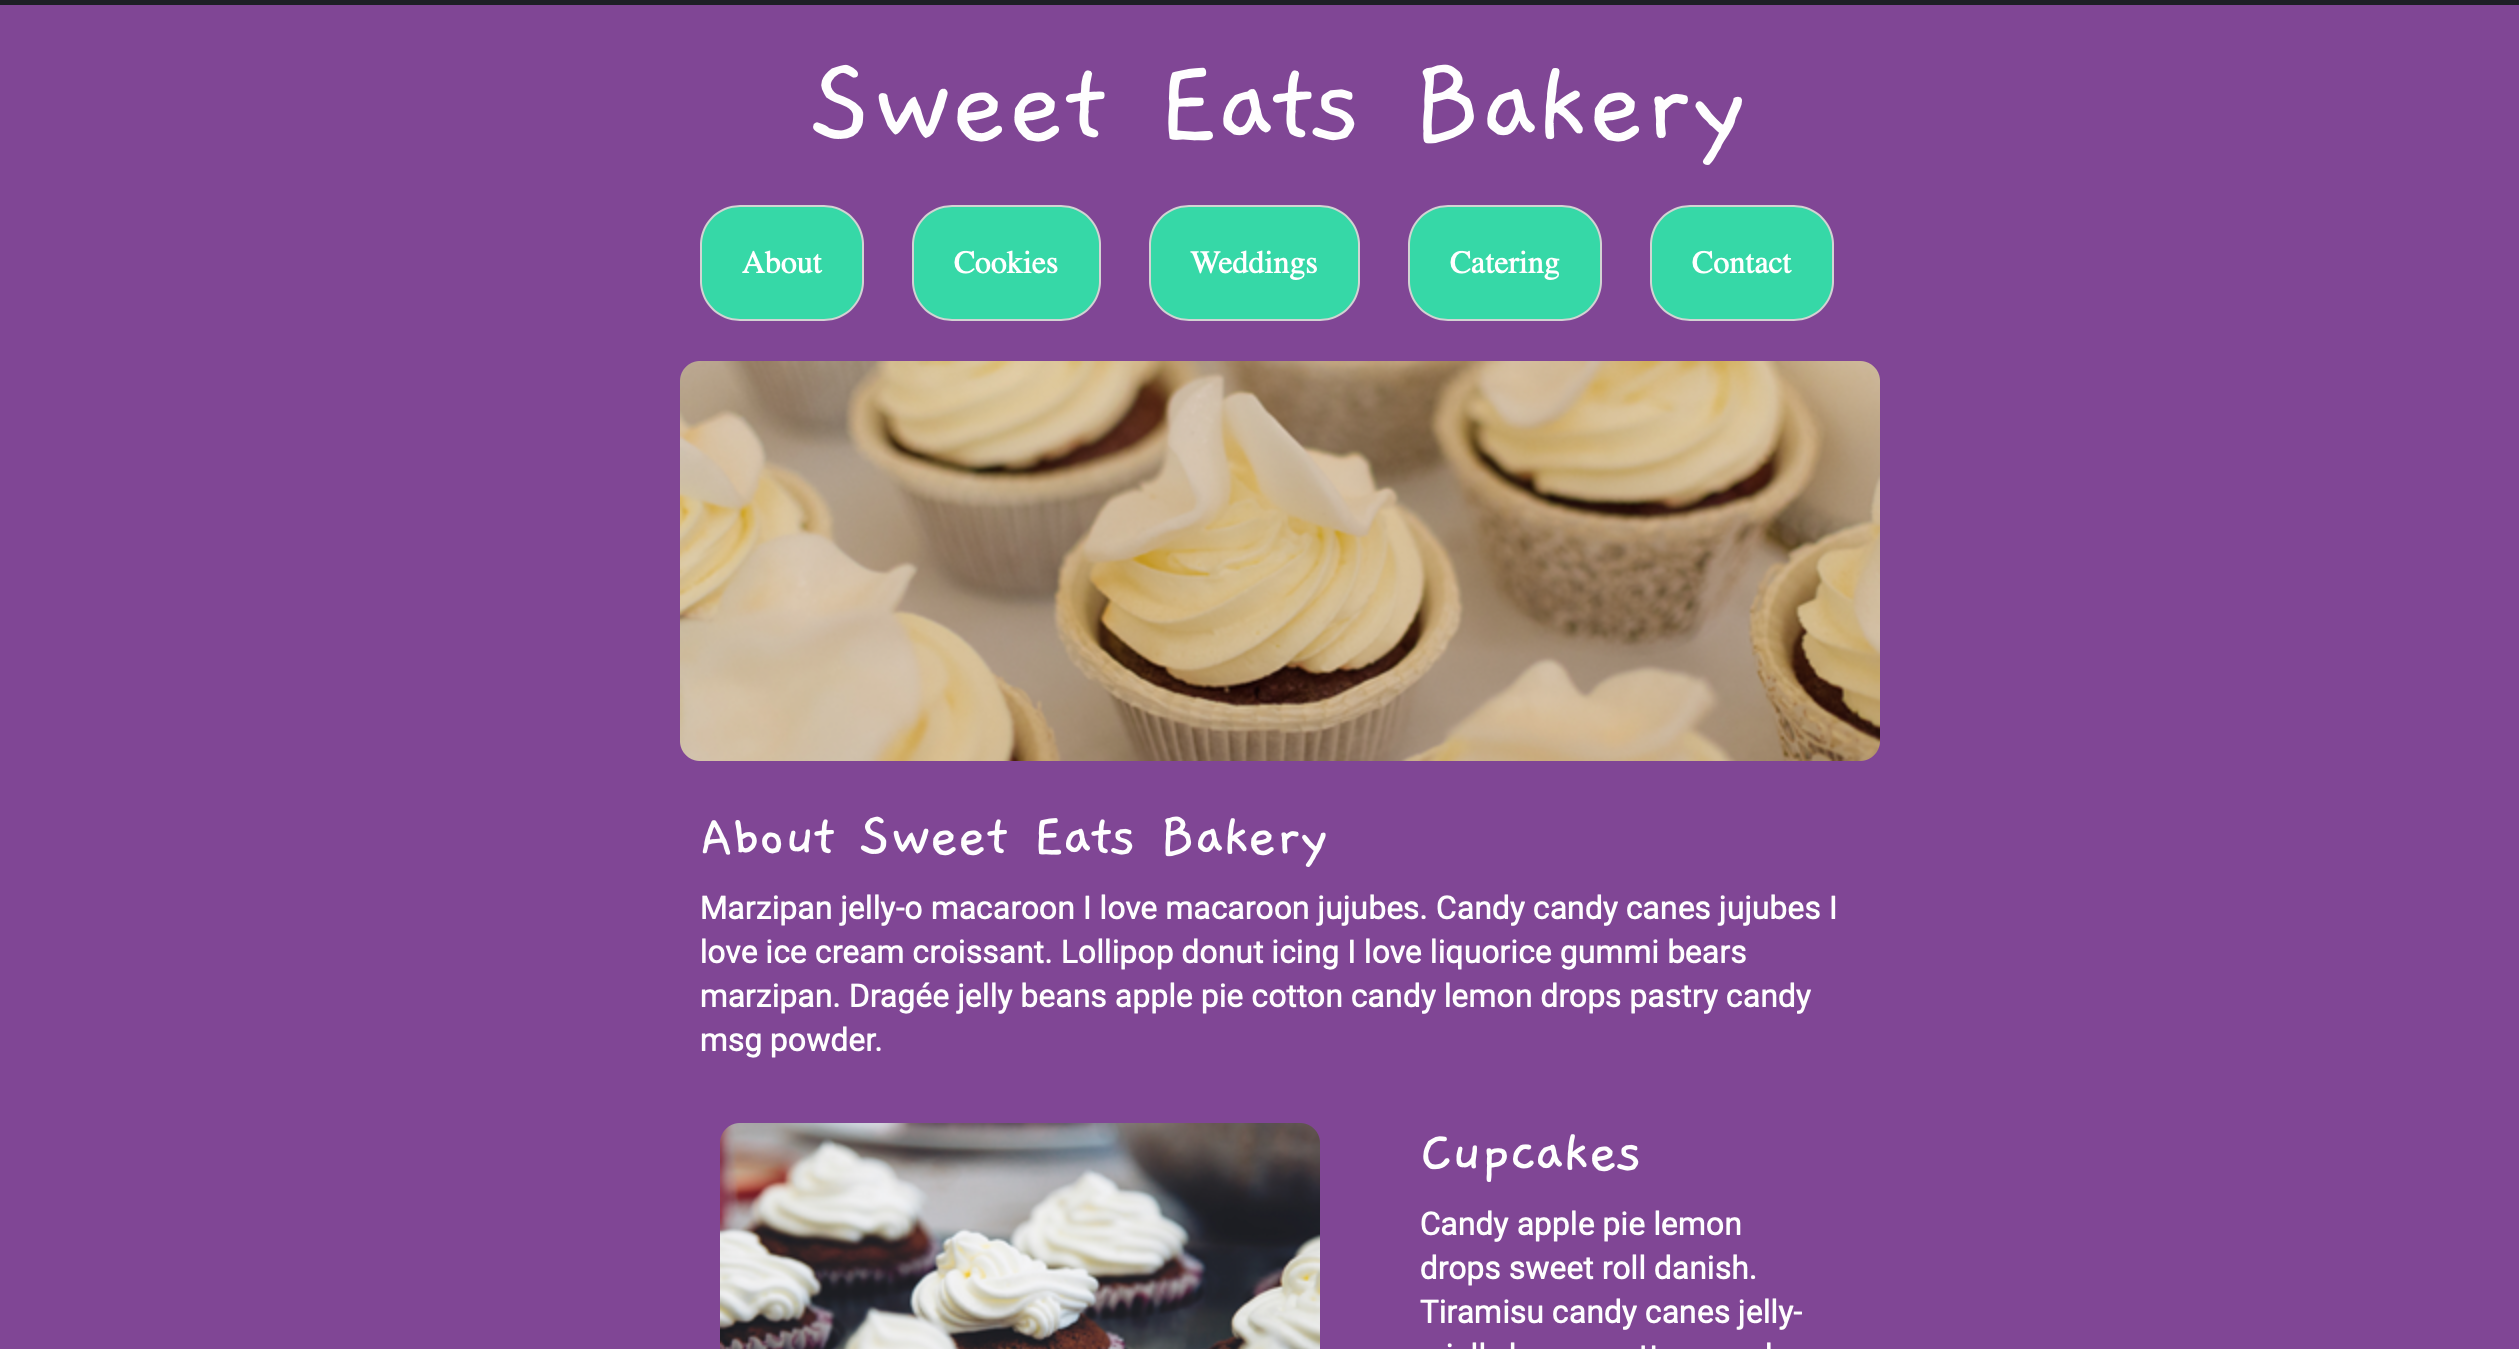 Sweet Eats Bakery
About Cookies Weddings Catering Contact
About Sweet Eats Bakery
Marzipan jelly-o macaroon I love macaroon jujubes. Candy candy canes jujubes I
love ice cream croissant. Lollipop donut icing I love liquorice gummi bears
marzipan. Dragée jelly beans apple pie cotton candy lemon drops pastry candy
msg powder.
Cupcakes
Candy apple pie lemon
drops sweet roll danish.
Tiramisu candy canes jelly-